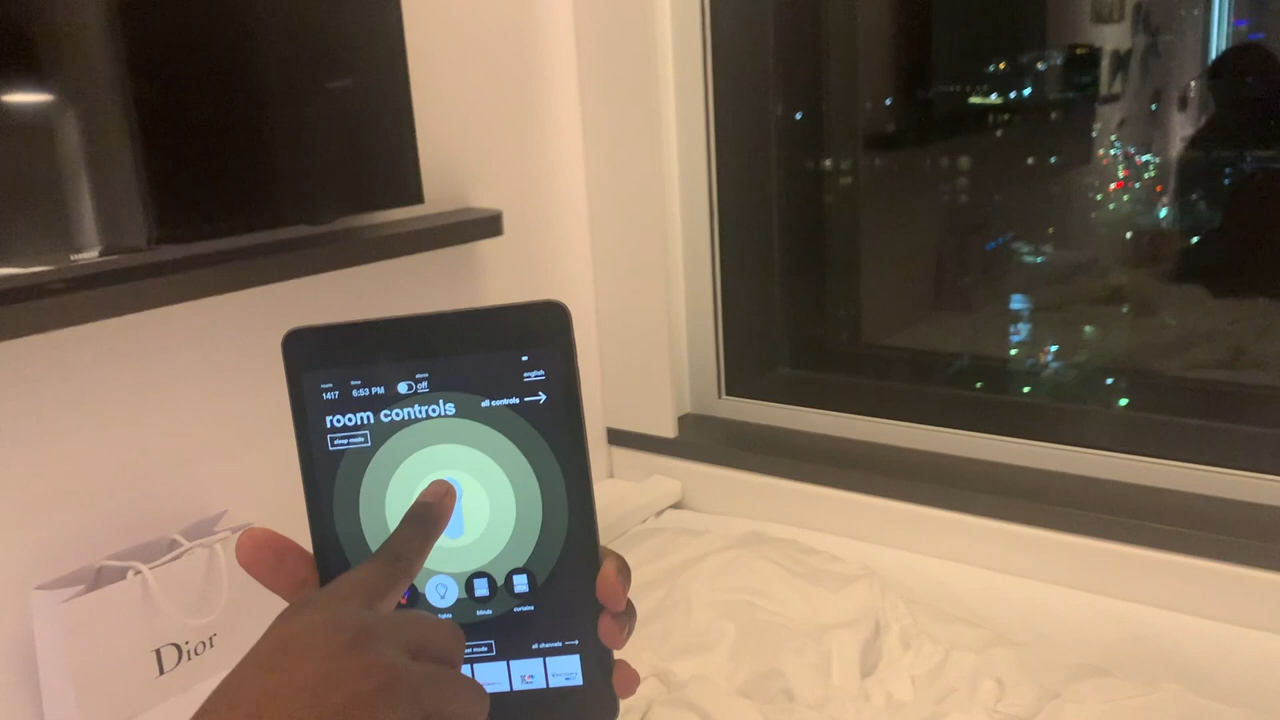 room time alarm
1417 6:53 PM off
english
room controls
all controls
sleep mode
lights blinds curtains
all channels
Dior